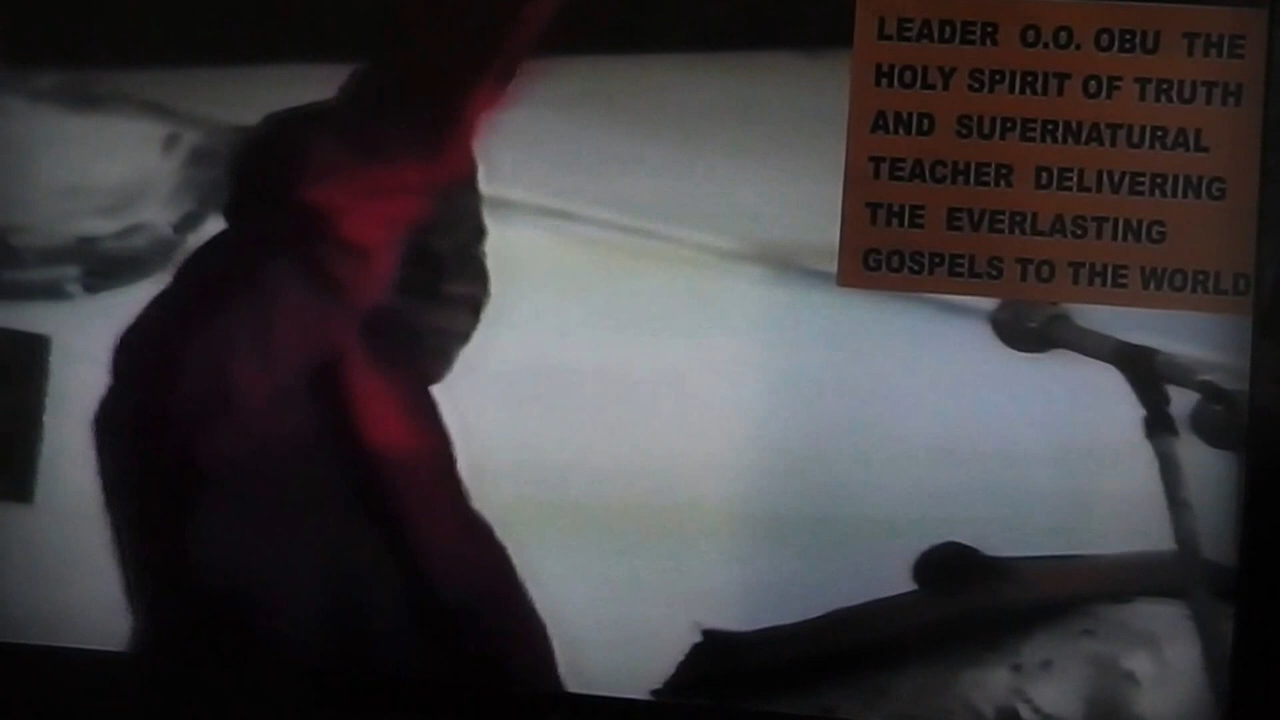 LEADER O.O. OBU THE
HOLY SPIRIT OF TRUTH
AND SUPERNATURAL
TEACHER DELIVERING
THE EVERLASTING
GOSPELS TO THE WORLD